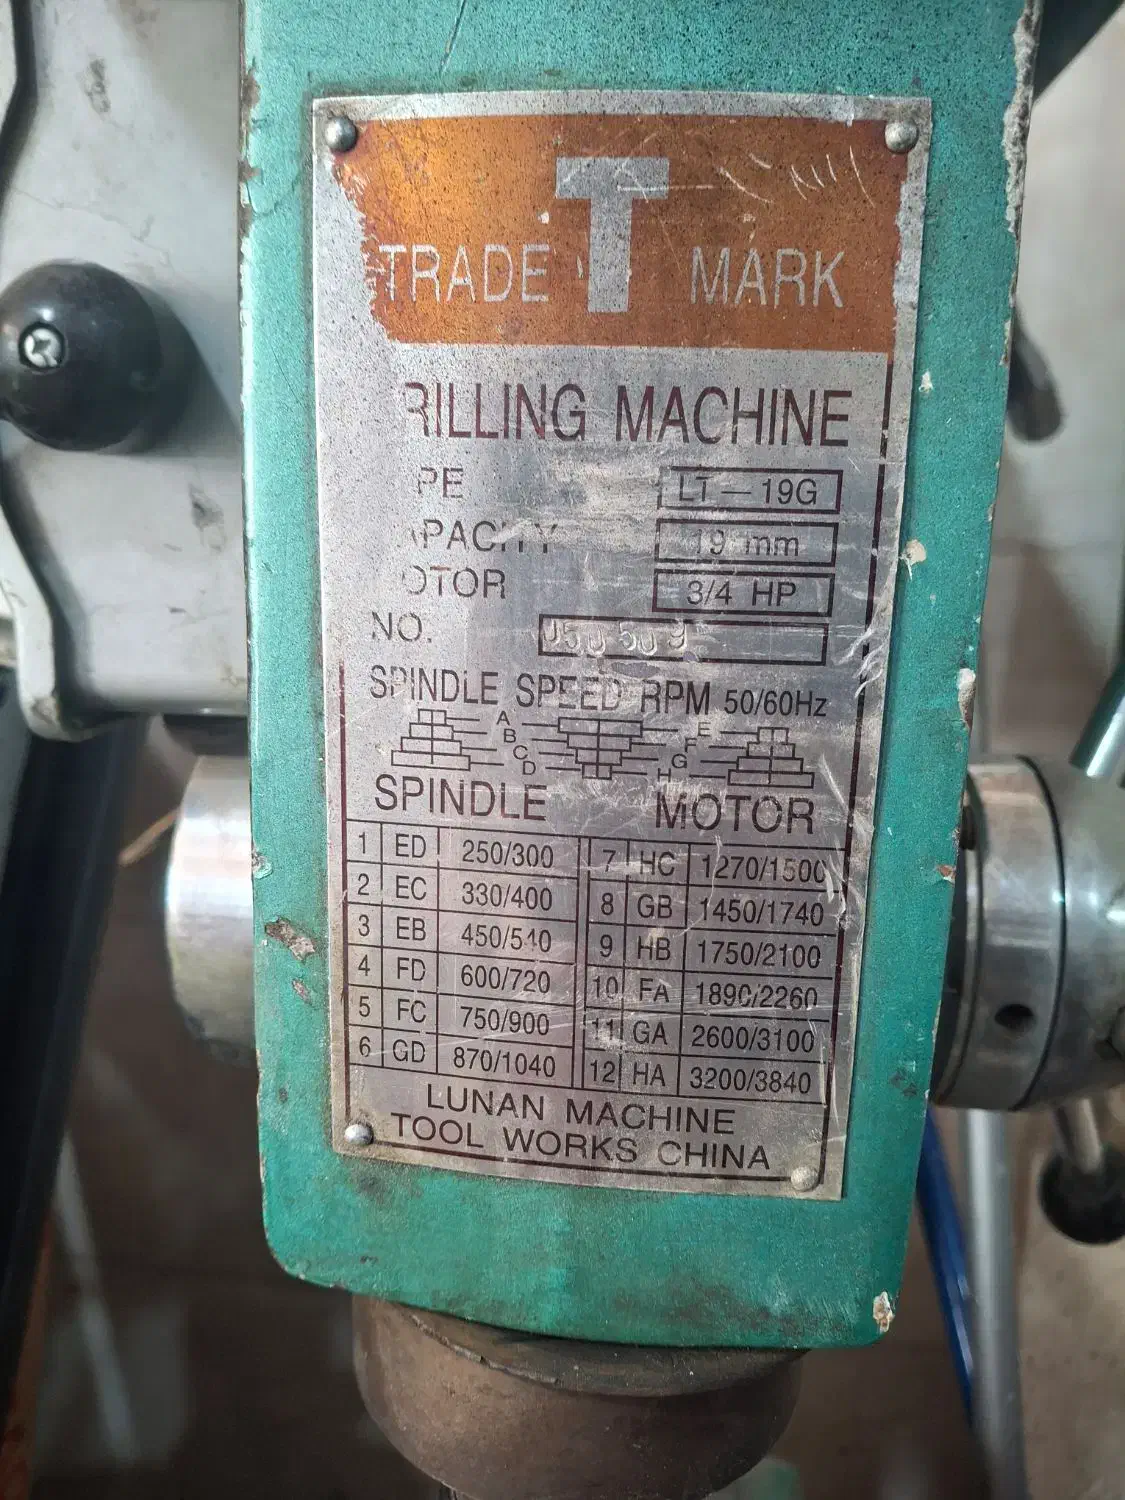 T
TRADE MARK
RILLING MACHINE
PE LT—19G
APACITY 19 mm
OTOR 3/4 HP
NO.
SPINDLE SPEED RPM 50/60Hz
A E
B F
C G
D H
SPINDLE MOTOR
1 ED 250/300 7 HC 1270/1500
2 EC 330/400 8 GB 1450/1740
3 EB 450/540 9 HB 1750/2100
4 FD 600/720 10 FA 1890/2260
5 FC 750/900 11 GA 2600/3100
6 GD 870/1040 12 HA 3200/3840
LUNAN MACHINE
TOOL WORKS CHINA